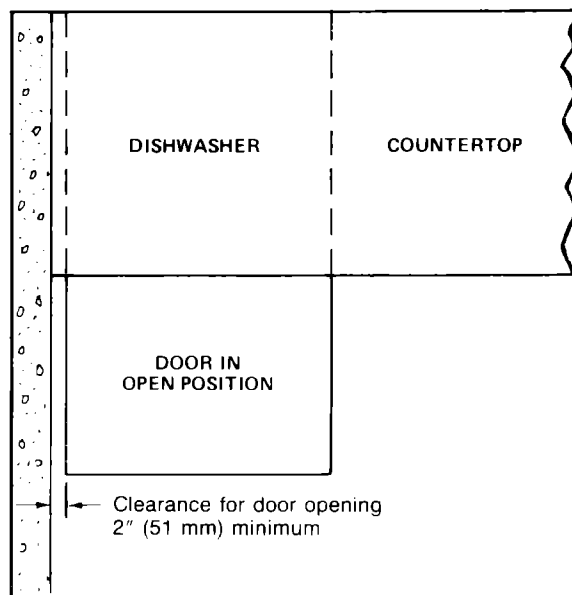 DISHWASHER
COUNTERTOP
DOOR IN
OPEN POSITION
Clearance for door opening
2" (51 mm) minimum